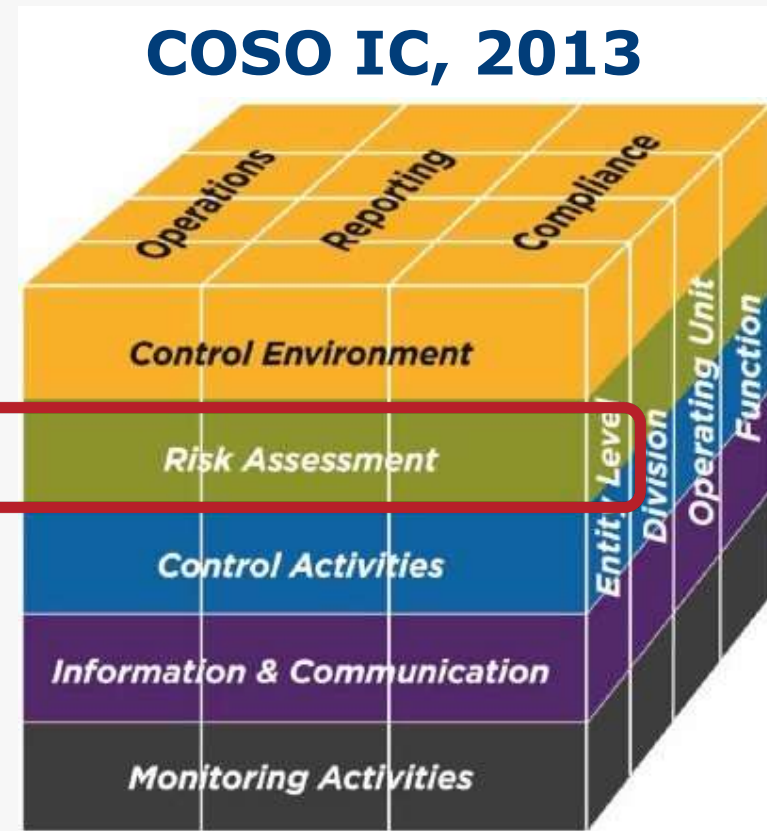 COSO IC, 2013
Operations
Reporting
Compliance
Control Environment
Risk Assessment
Control Activities
Information & Communication
Monitoring Activities
Entity Level
Division
Operating Unit
Function